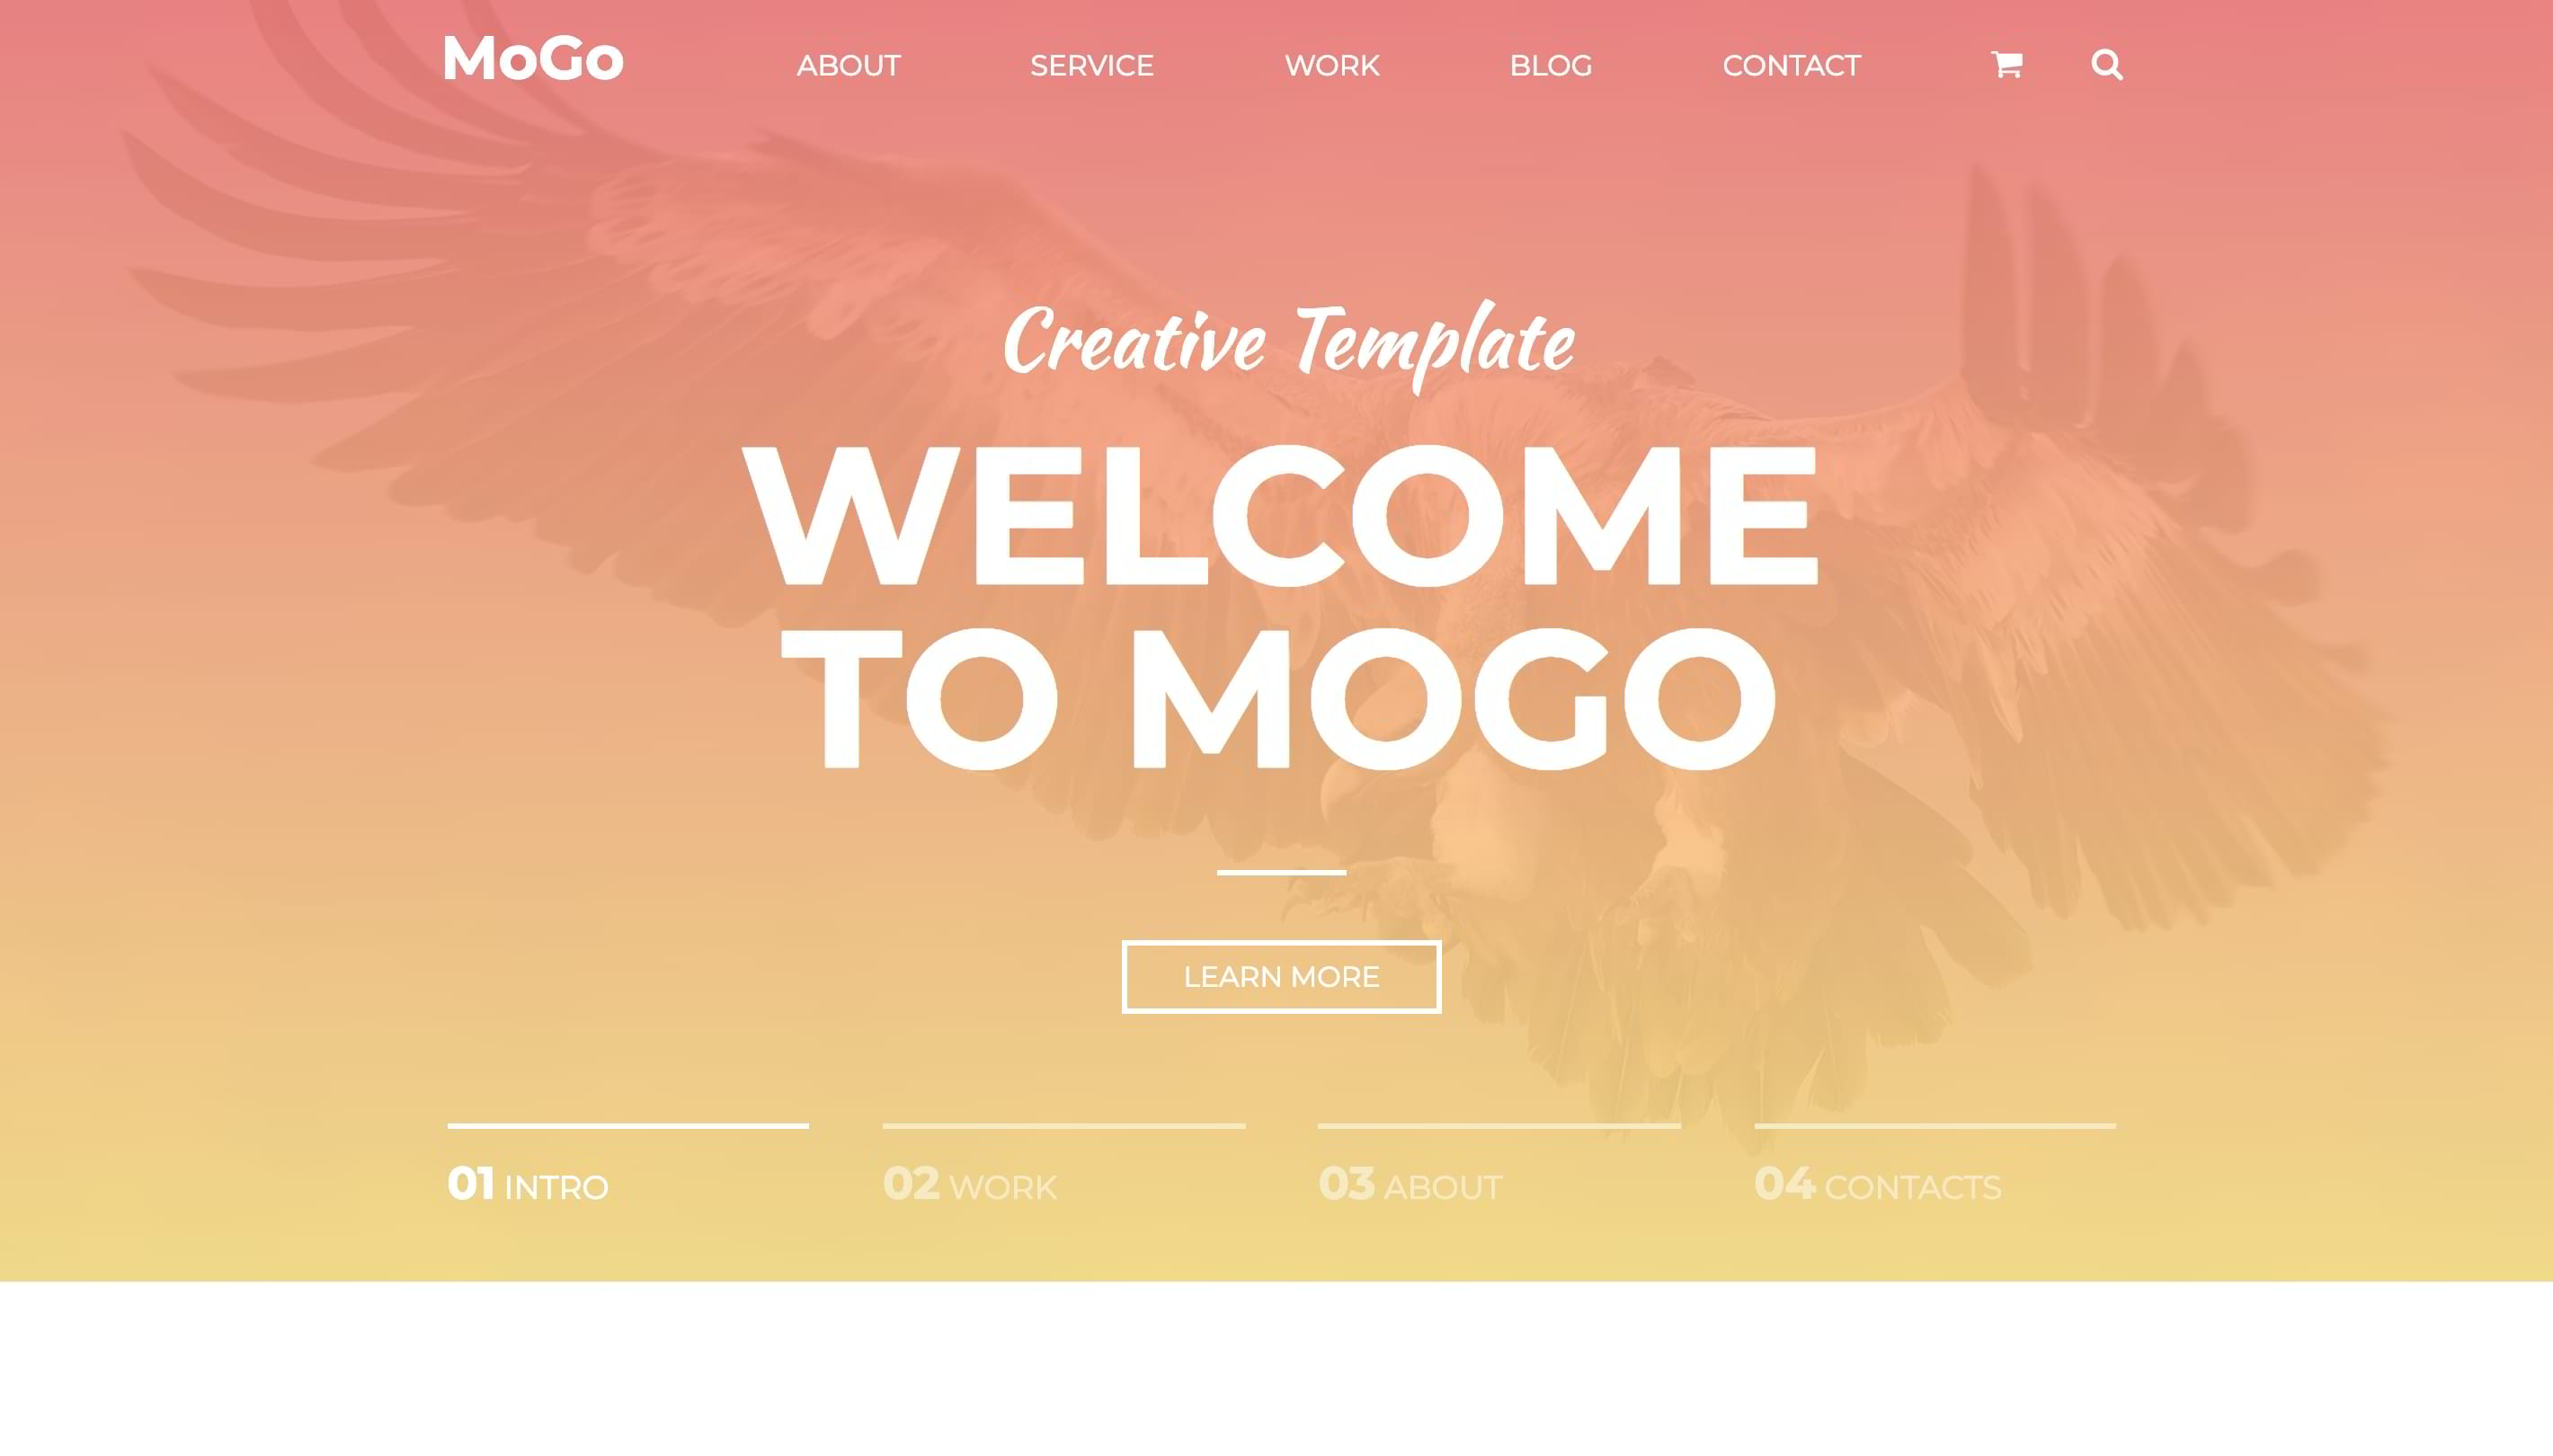 MoGo ABOUT SERVICE WORK BLOG CONTACT
Creative Template
WELCOME
TO MOGO
LEARN MORE
01 INTRO 02 WORK 03 ABOUT 04 CONTACTS